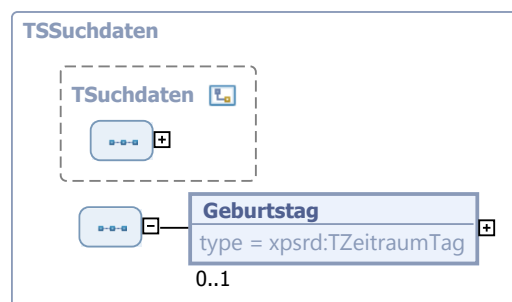 TSSuchdaten
TSuchdaten
Geburtstag
type = xpsrd:TZeitraumTag
0..1